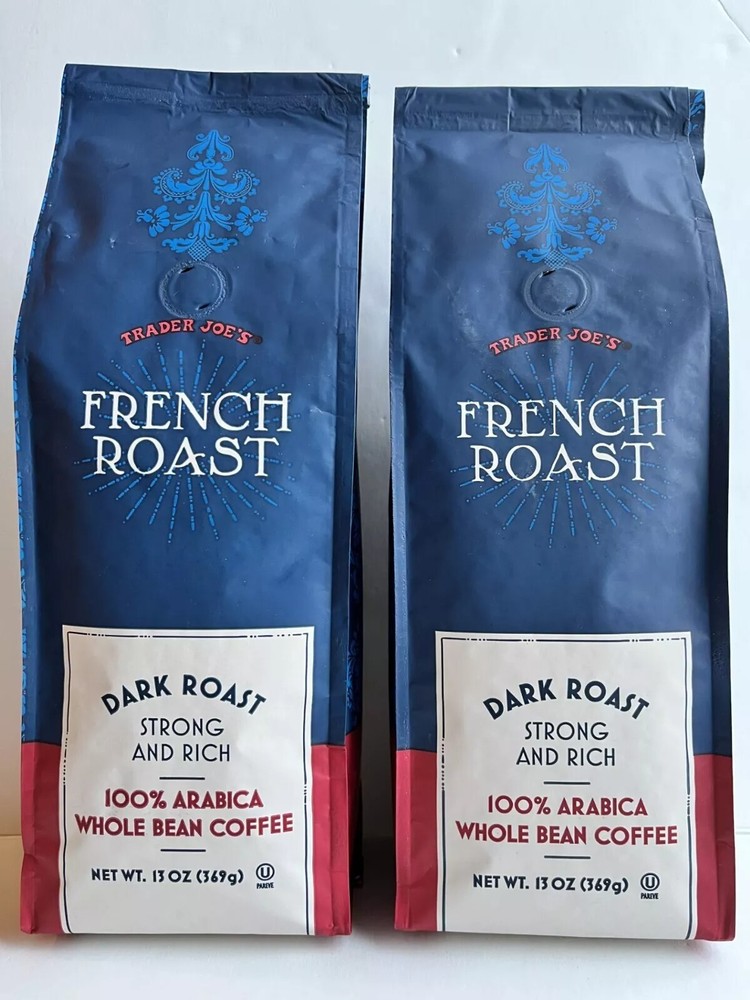 TRADER JOE'S®
FRENCH
ROAST
DARK ROAST
STRONG
AND RICH
100% ARABICA
WHOLE BEAN COFFEE
NET WT. 13 OZ (369g) U
PAREVE
TRADER JOE'S®
FRENCH
ROAST
DARK ROAST
STRONG
AND RICH
100% ARABICA
WHOLE BEAN COFFEE
NET WT. 13 OZ (369g) U
PAREVE